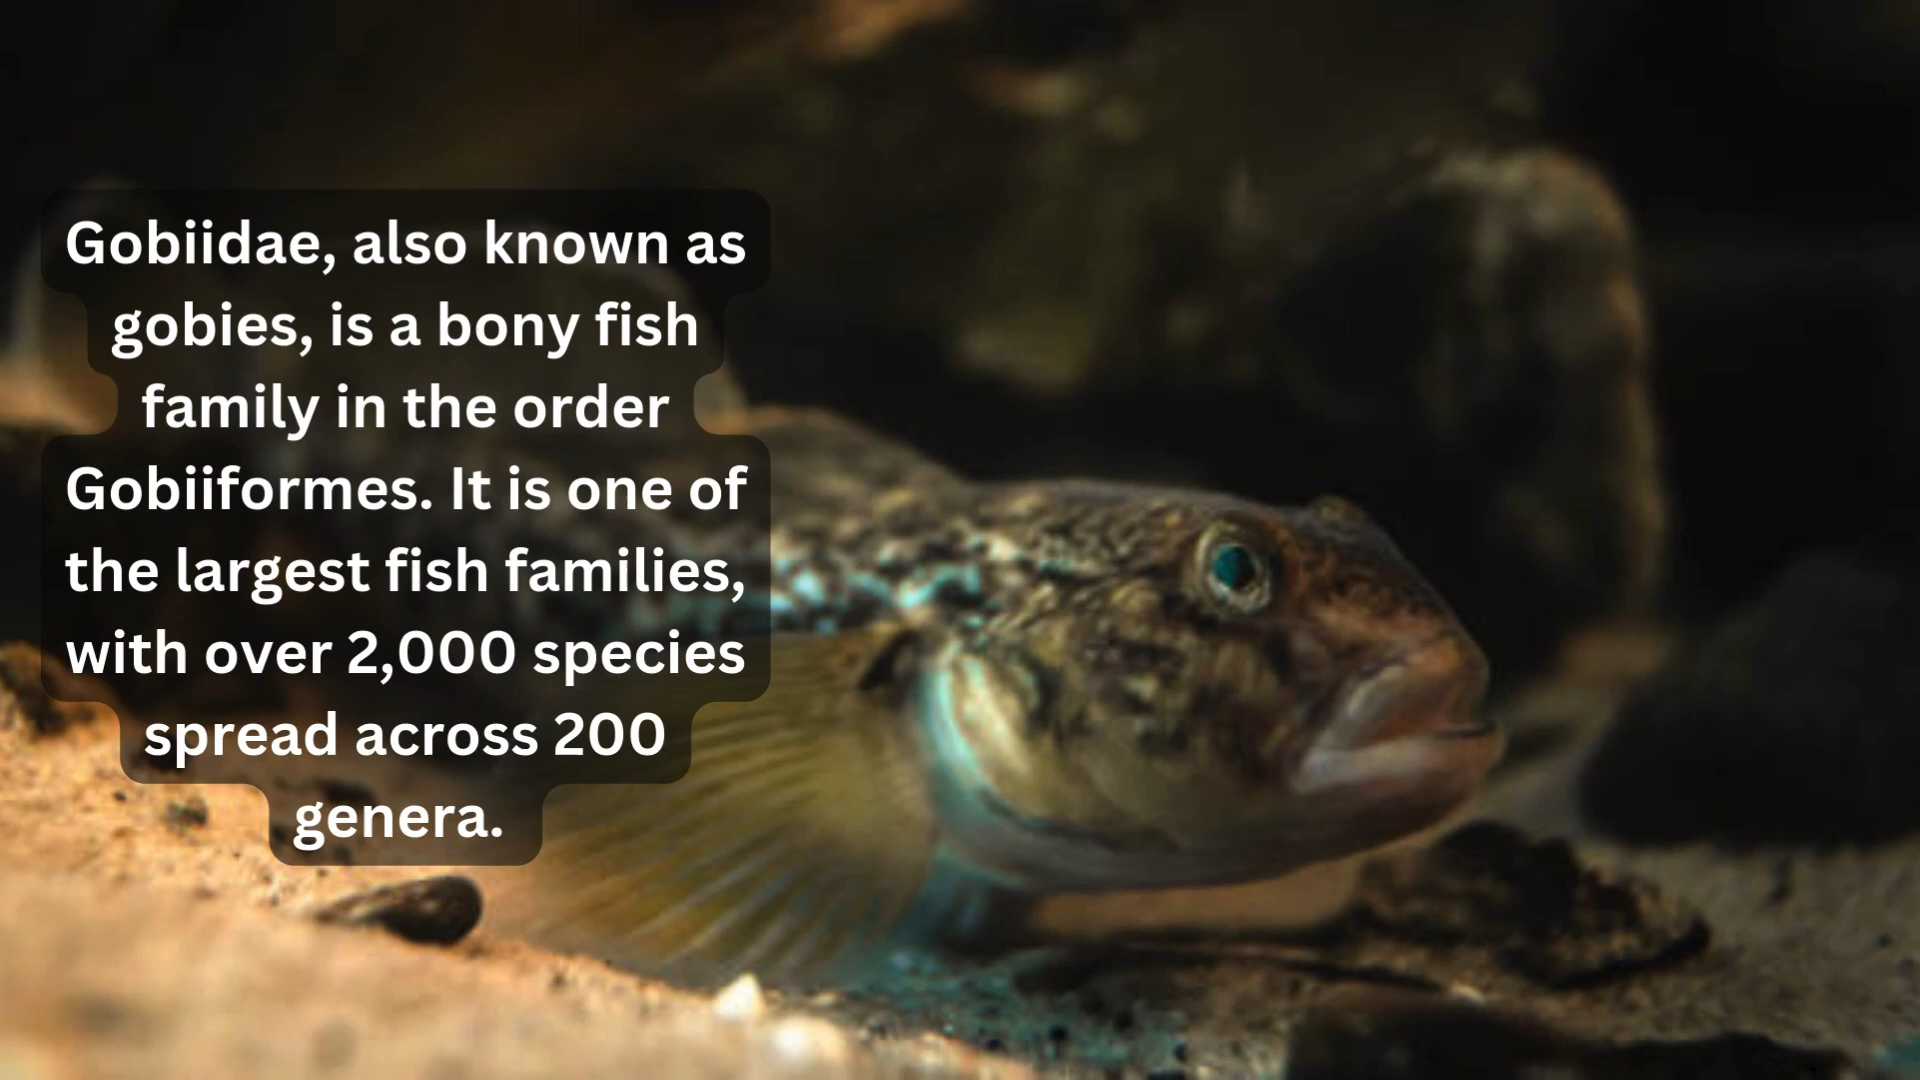 Gobiidae, also known as
gobies, is a bony fish
family in the order
Gobiiformes. It is one of
the largest fish families,
with over 2,000 species
spread across 200
genera.